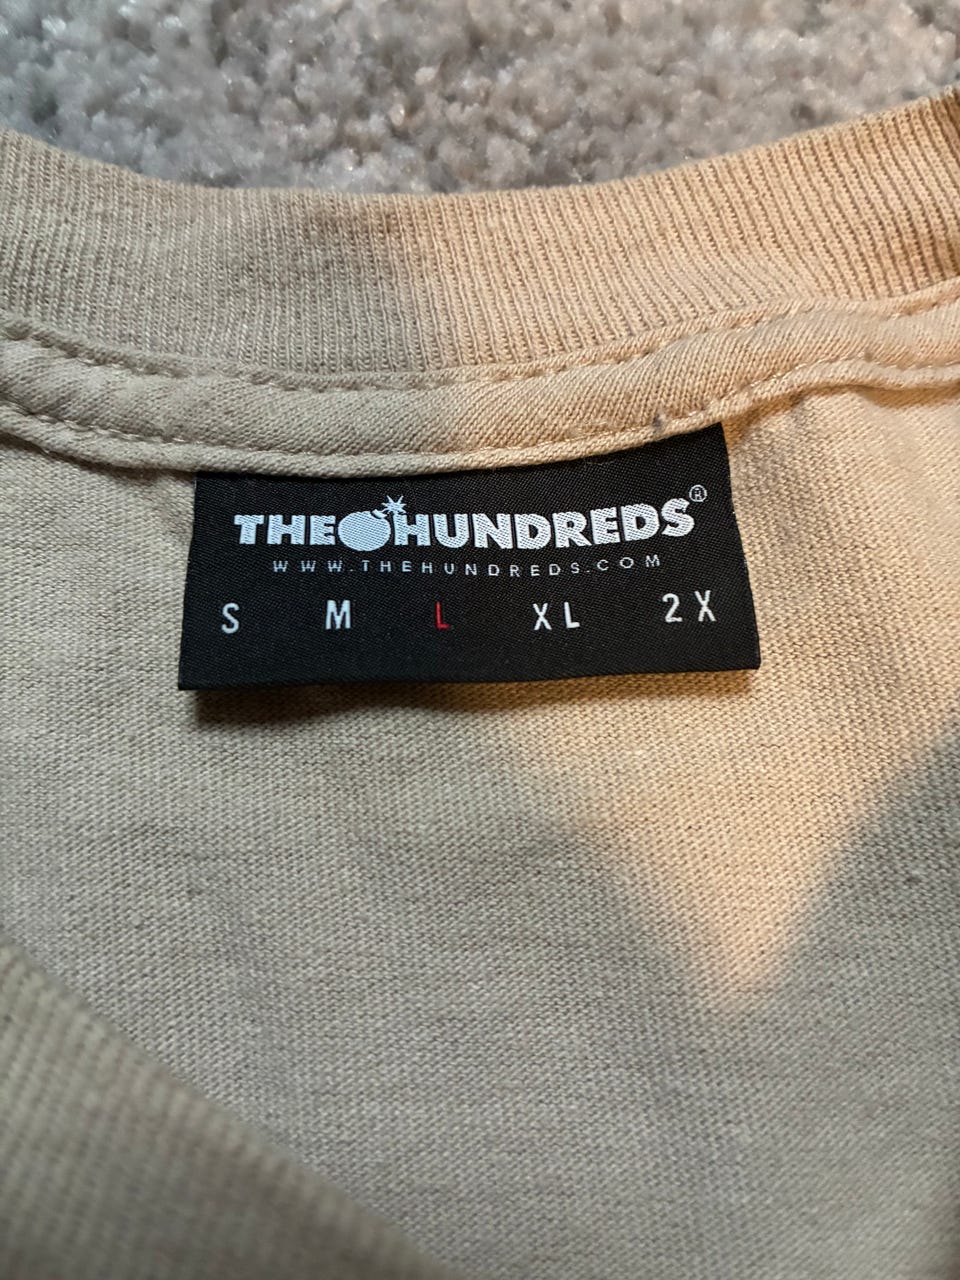 THE HUNDREDS®
WWW.THEHUNDREDS.COM
S M L XL 2X